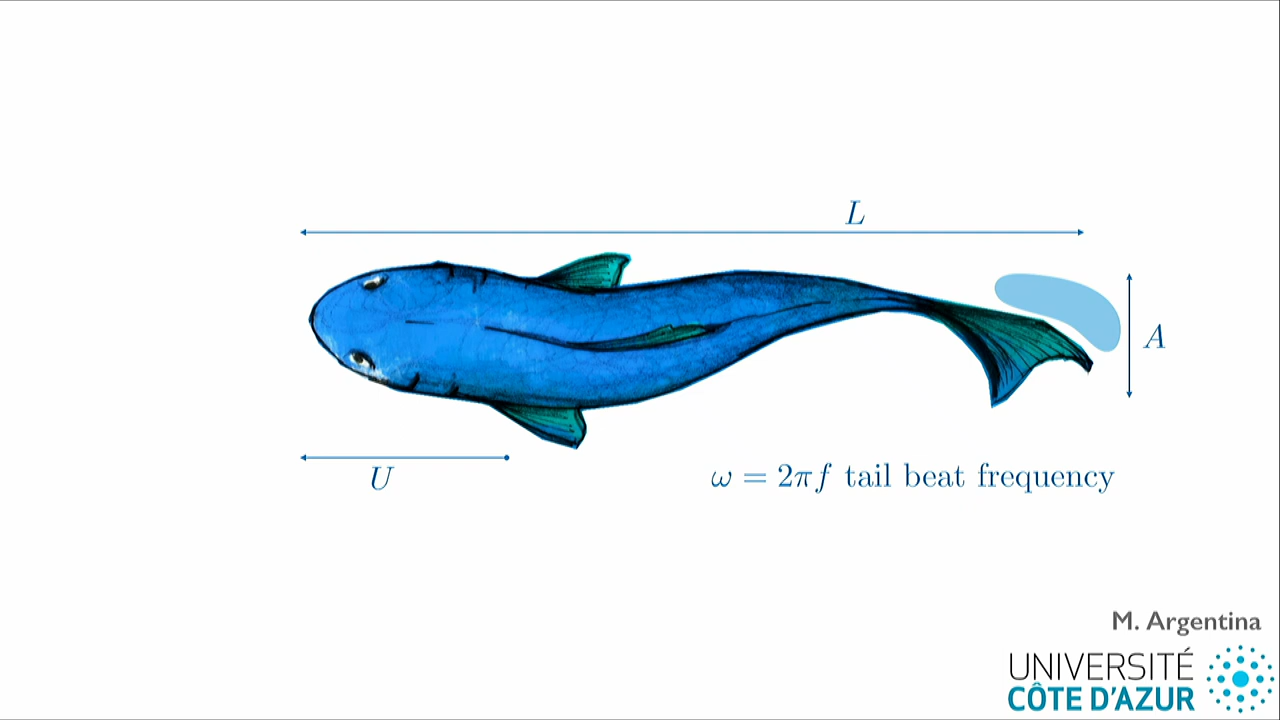 L
A
U
ω = 2πf tail beat frequency
M. Argentina
UNIVERSITÉ
CÔTE D'AZUR